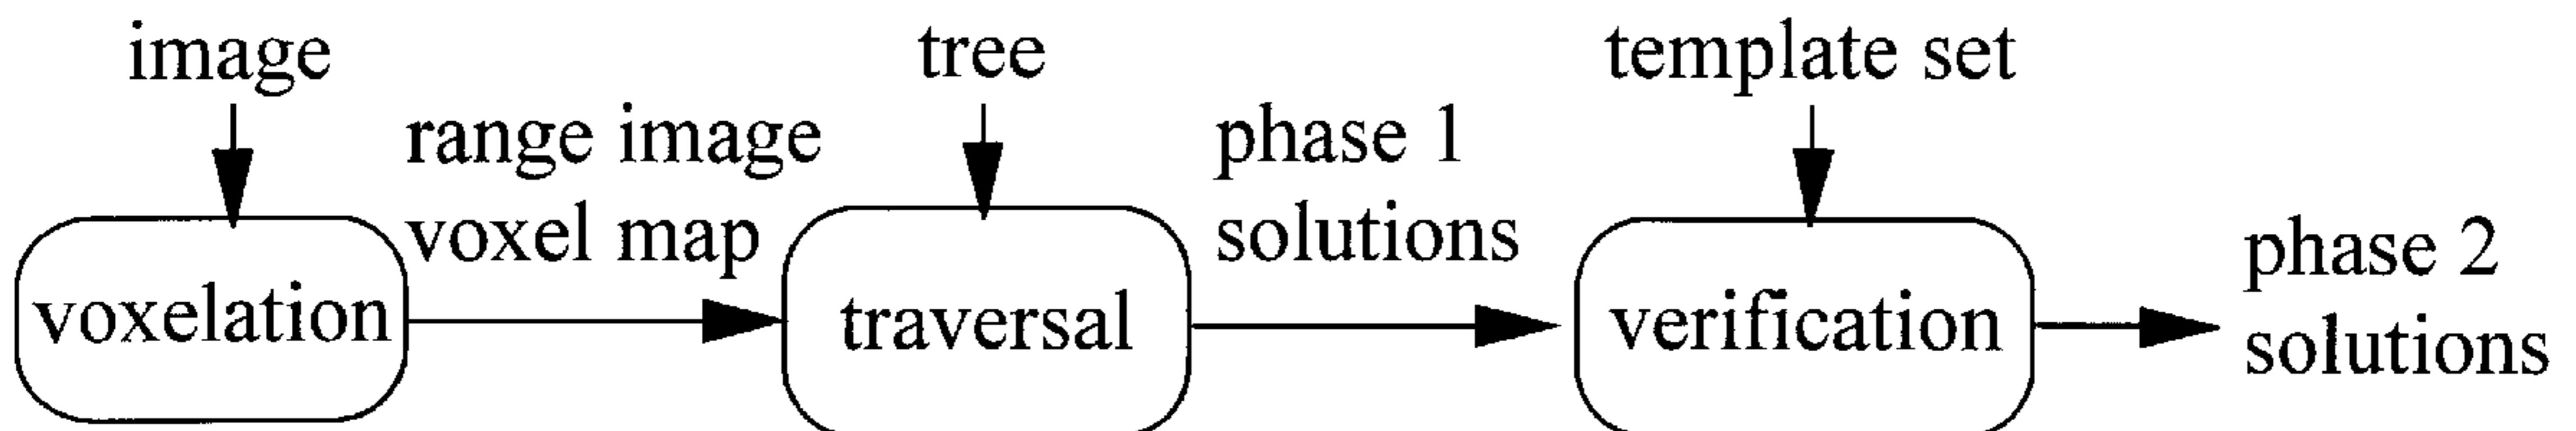 image
tree
template set
range image
voxel map
phase 1
solutions
voxelation
traversal
verification
phase 2
solutions